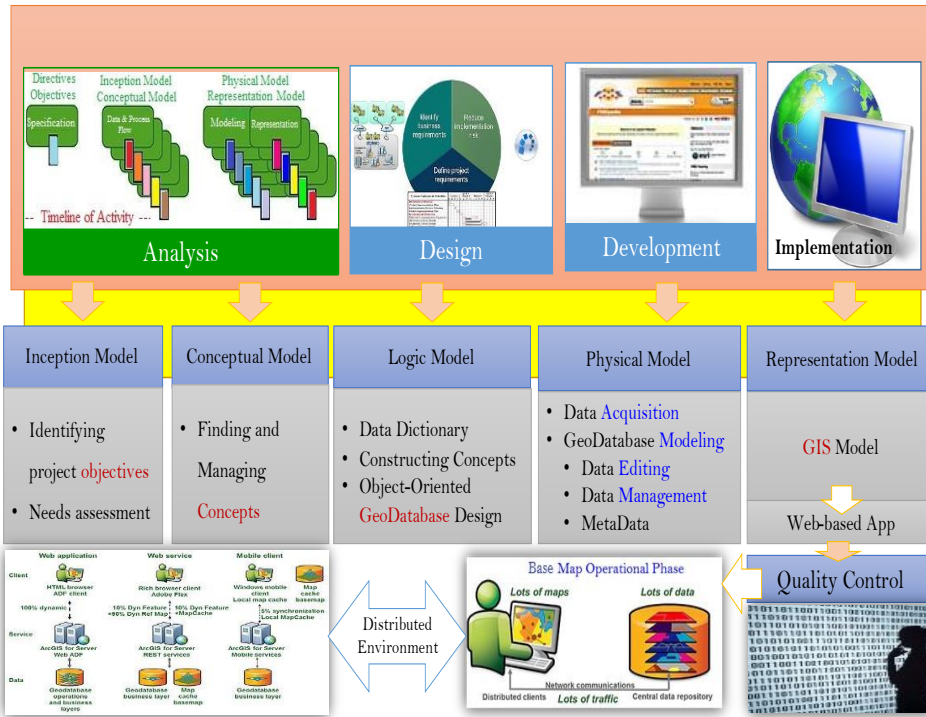 Directives
Objectives
Specification
Inception Model
Conceptual Model
Data & Process
Flow
Physical Model
Representation Model
Modeling
Representation
-- Timeline of Activity ---
Analysis
Identify
business
requirements
Reduce
implementation
risk
Define project
requirements
Design
esri
Development
Implementation
Inception Model
Conceptual Model
Logic Model
Physical Model
Representation Model
• Identifying
project objectives
• Needs assessment
• Finding and
Managing
Concepts
• Data Dictionary
• Constructing Concepts
• Object-Oriented
GeoDatabase Design
• Data Acquisition
• GeoDatabase Modeling
• Data Editing
• Data Management
• MetaData
GIS Model
Web-based App
Quality Control
Web application
Web service
Mobile client
Client
HTML browser
ADF client
Rich browser client
Adobe Flex
Windows mobile
client
Local map cache
Map
cache
basemap
100% dynamic
10% Dyn Feature
+90% Dyn Ref Map
10% Dyn Feature
+MapCache
5% synchronization
Local MapCache
Service
ArcGIS for Server
Web ADF
ArcGIS for Server
REST services
ArcGIS for Server
Mobile services
Data
Geodatabase
operations
and business
layers
Geodatabase
business layer
Map
cache
basemap
Geodatabase
business layer
Distributed
Environment
Base Map Operational Phase
Lots of maps
Lots of data
Network communications
Distributed clients
Lots of traffic
Central data repository